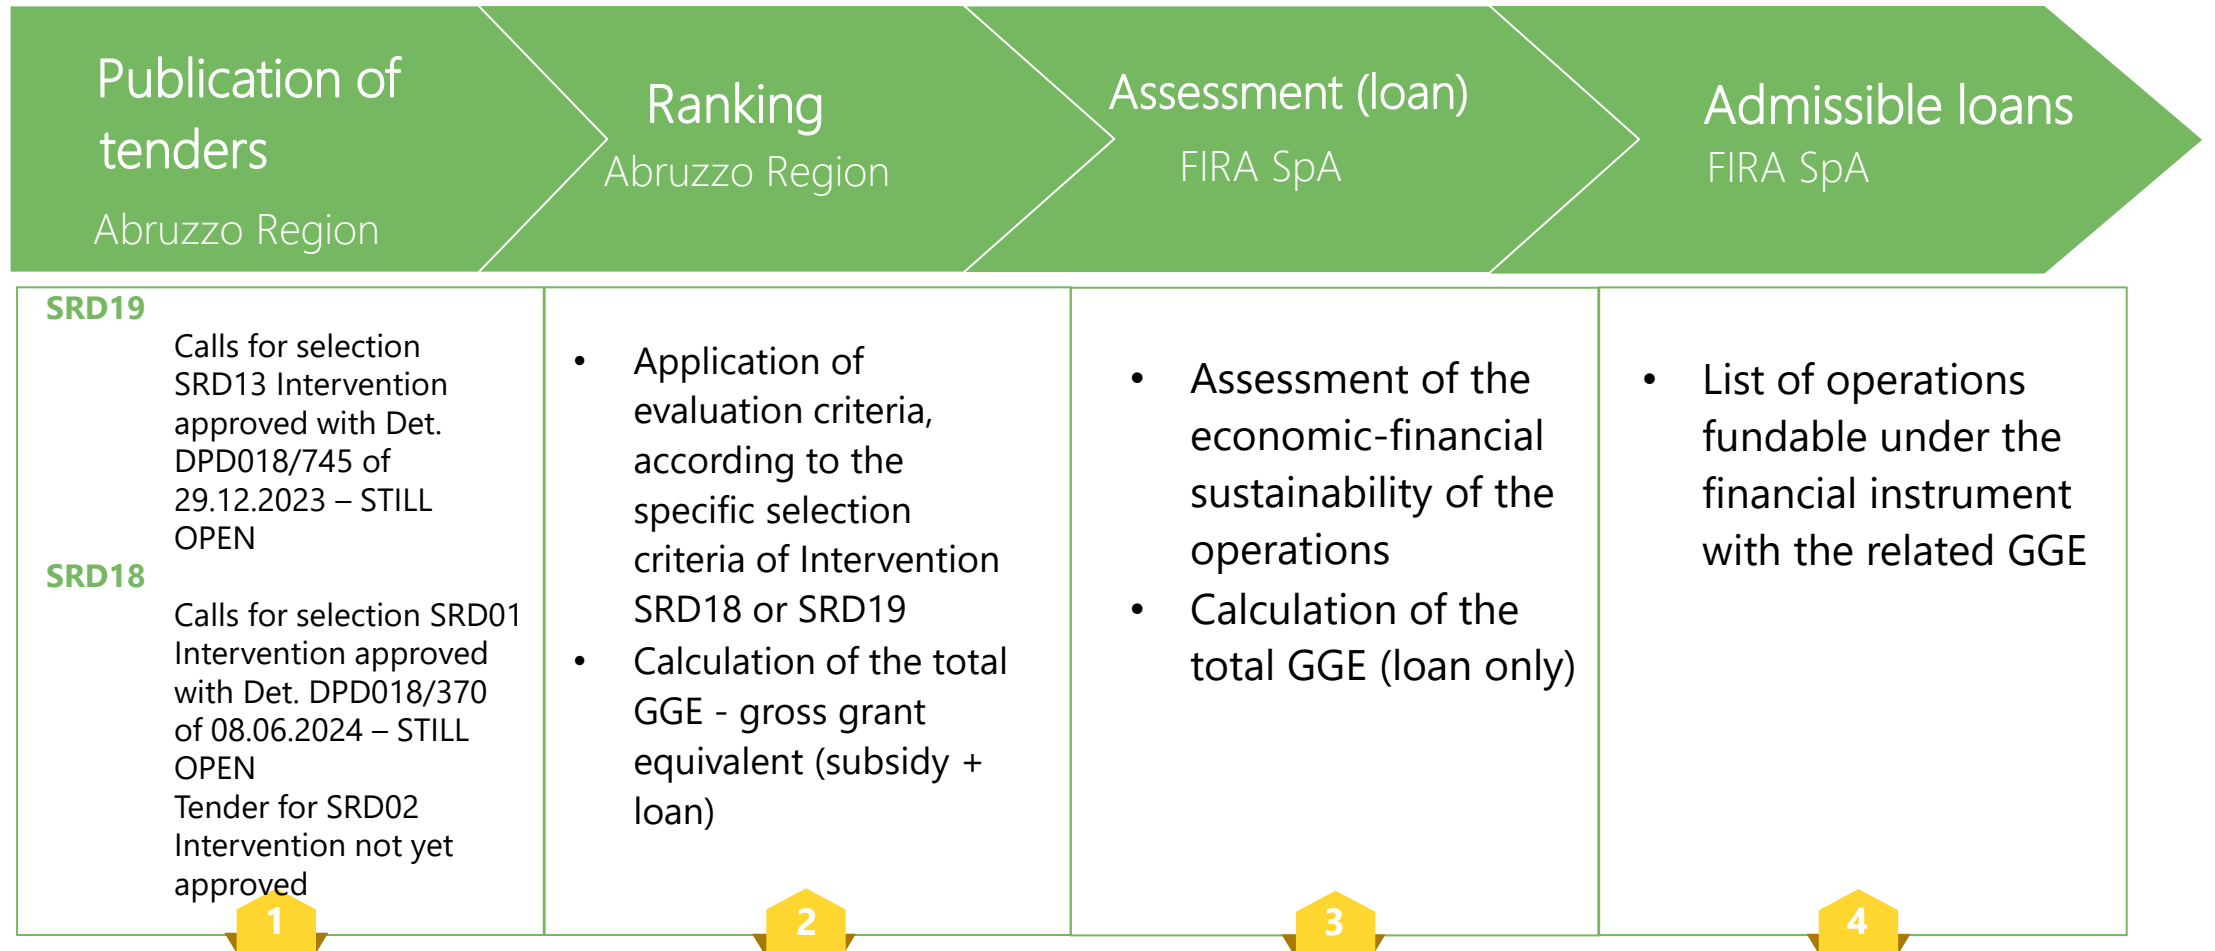 Publication of
tenders
Abruzzo Region
Ranking
Abruzzo Region
Assessment (loan)
FIRA SpA
Admissible loans
FIRA SpA
SRD19
Calls for selection
SRD13 Intervention
approved with Det.
DPD018/745 of
29.12.2023 – STILL
OPEN
SRD18
Calls for selection SRD01
Intervention approved
with Det. DPD018/370
of 08.06.2024 – STILL
OPEN
Tender for SRD02
Intervention not yet
approved
1
• Application of
evaluation criteria,
according to the
specific selection
criteria of Intervention
SRD18 or SRD19
• Calculation of the total
GGE - gross grant
equivalent (subsidy +
loan)
2
• Assessment of the
economic-financial
sustainability of the
operations
• Calculation of the
total GGE (loan only)
3
• List of operations
fundable under the
financial instrument
with the related GGE
4